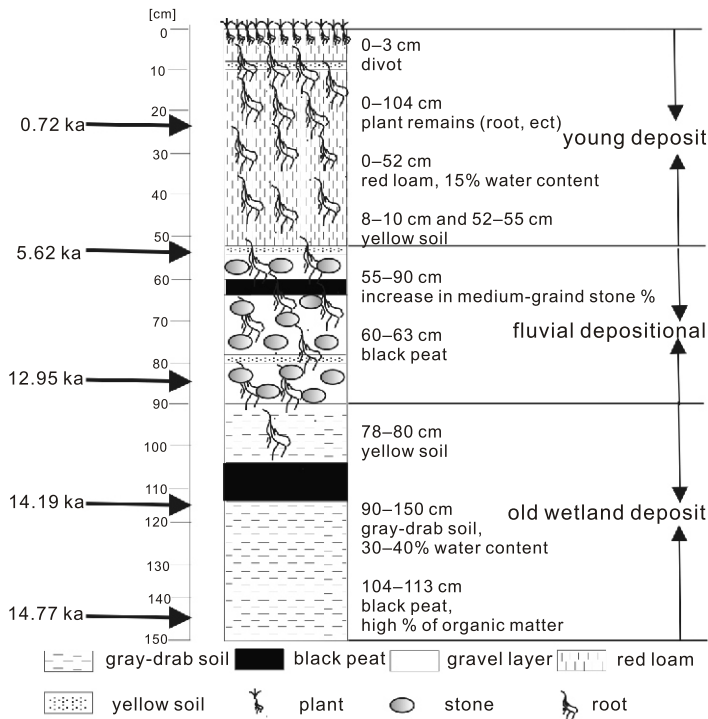 [cm]
0
10
20
30
40
50
60
70
80
90
100
110
120
130
140
150
0.72 ka
5.62 ka
12.95 ka
14.19 ka
14.77 ka
0–3 cm
divot
0–104 cm
plant remains (root, ect)
young deposit
0–52 cm
red loam, 15% water content
8–10 cm and 52–55 cm
yellow soil
55–90 cm
increase in medium-graind stone %
fluvial depositional
60–63 cm
black peat
78–80 cm
yellow soil
90–150 cm
old wetland deposit
gray-drab soil,
30–40% water content
104–113 cm
black peat,
high % of organic matter
gray-drab soil black peat gravel layer red loam
yellow soil plant stone root